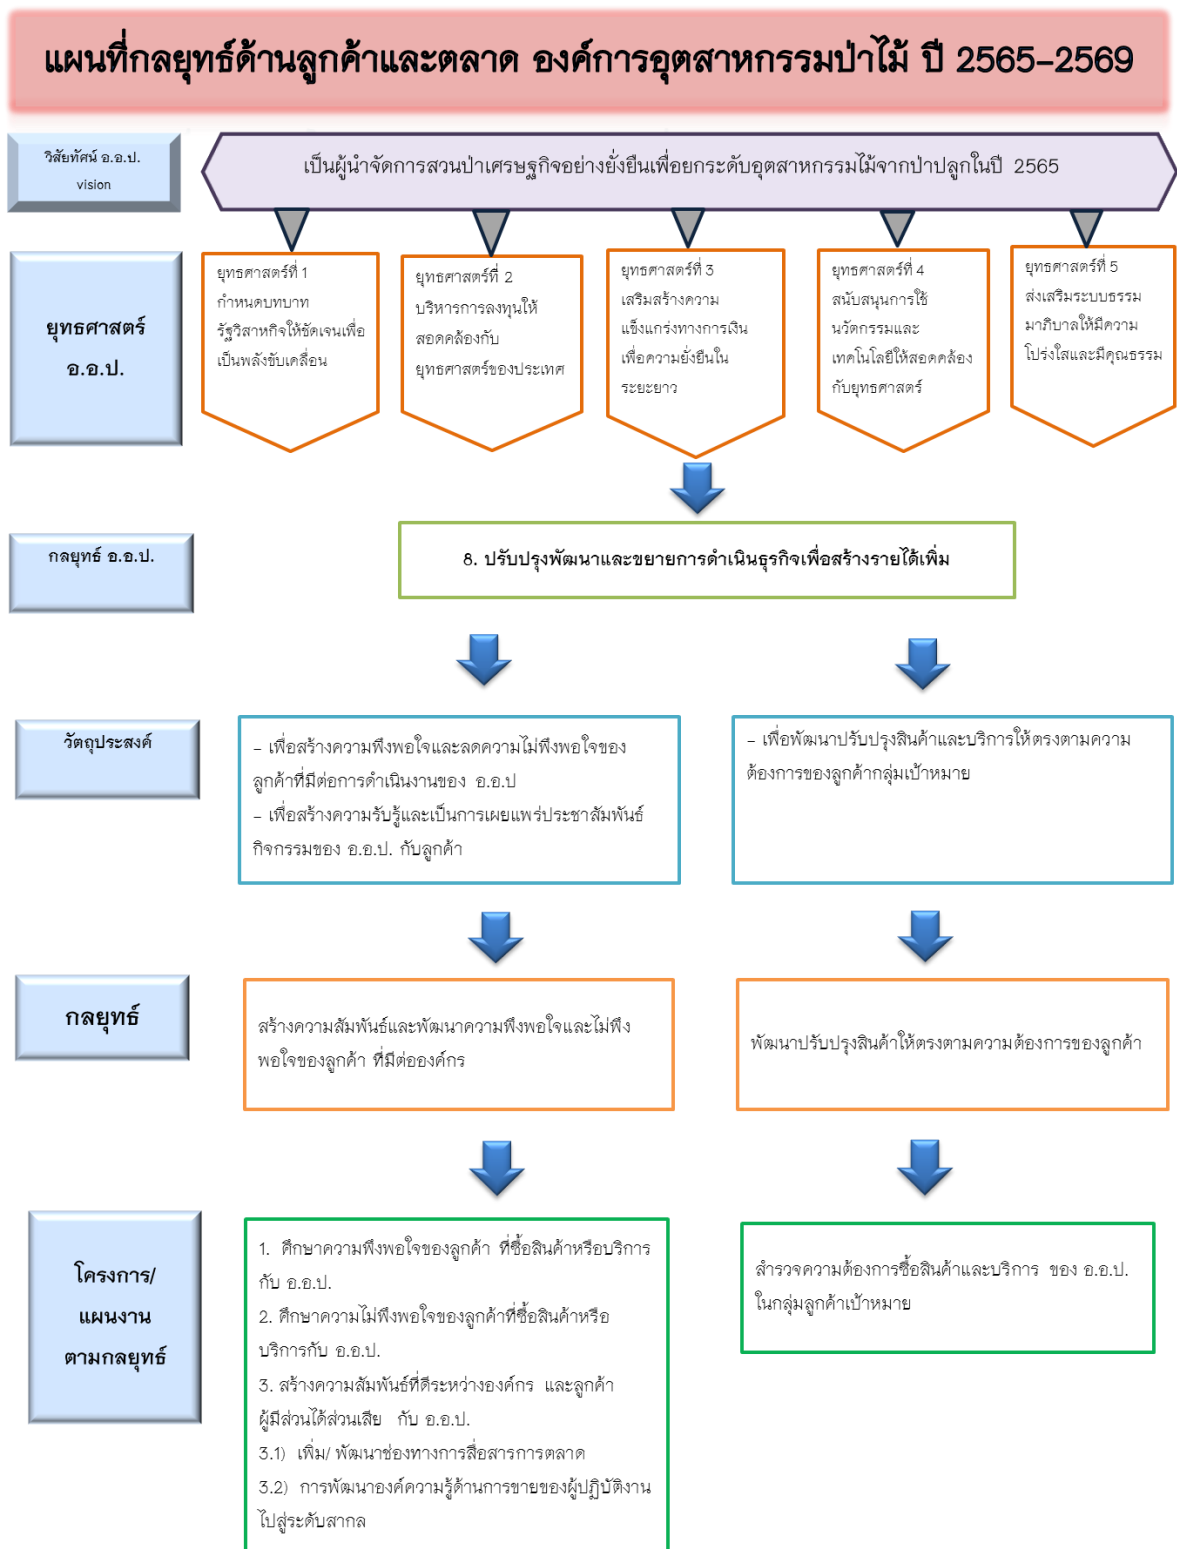 แผนที่กลยุทธ์ด้านลูกค้าและตลาด องค์การอุตสาหกรรมป่าไม้ ปี 2565-2569
วิสัยทัศน์ อ.อ.ป.
vision
เป็นผู้นำจัดการสวนป่าเศรษฐกิจอย่างยั่งยืนเพื่อยกระดับอุตสาหกรรมไม้จากป่าปลูกในปี 2565
ยุทธศาสตร์
อ.อ.ป.
ยุทธศาสตร์ที่ 1
กำหนดบทบาท
รัฐวิสาหกิจให้ชัดเจนเพื่อ
เป็นพลังขับเคลื่อน
ยุทธศาสตร์ที่ 2
บริหารการลงทุนให้
สอดคล้องกับ
ยุทธศาสตร์ของประเทศ
ยุทธศาสตร์ที่ 3
เสริมสร้างความ
แข็งแกร่งทางการเงิน
เพื่อความยั่งยืนใน
ระยะยาว
ยุทธศาสตร์ที่ 4
สนับสนุนการใช้
นวัตกรรมและ
เทคโนโลยีให้สอดคล้อง
กับยุทธศาสตร์
ยุทธศาสตร์ที่ 5
ส่งเสริมระบบธรรม
มาภิบาลให้มีความ
โปร่งใสและมีคุณธรรม
กลยุทธ์ อ.อ.ป.
8. ปรับปรุงพัฒนาและขยายการดำเนินธุรกิจเพื่อสร้างรายได้เพิ่ม
วัตถุประสงค์
- เพื่อสร้างความพึงพอใจและลดความไม่พึงพอใจของ
ลูกค้าที่มีต่อการดำเนินงานของ อ.อ.ป
- เพื่อสร้างความรับรู้และเป็นการเผยแพร่ประชาสัมพันธ์
กิจกรรมของ อ.อ.ป. กับลูกค้า
- เพื่อพัฒนาปรับปรุงสินค้าและบริการให้ตรงตามความ
ต้องการของลูกค้ากลุ่มเป้าหมาย
กลยุทธ์
สร้างความสัมพันธ์และพัฒนาความพึงพอใจและไม่พึง
พอใจของลูกค้า ที่มีต่อองค์กร
พัฒนาปรับปรุงสินค้าให้ตรงตามความต้องการของลูกค้า
โครงการ/
แผนงาน
ตามกลยุทธ์
1. ศึกษาความพึงพอใจของลูกค้า ที่ซื้อสินค้าหรือบริการ
กับ อ.อ.ป.
2. ศึกษาความไม่พึงพอใจของลูกค้าที่ซื้อสินค้าหรือ
บริการกับ อ.อ.ป.
3. สร้างความสัมพันธ์ที่ดีระหว่างองค์กร และลูกค้า
ผู้มีส่วนได้ส่วนเสีย กับ อ.อ.ป.
3.1) เพิ่ม/ พัฒนาช่องทางการสื่อสารการตลาด
3.2) การพัฒนาองค์ความรู้ด้านการขายของผู้ปฏิบัติงาน
ไปสู่ระดับสากล
สำรวจความต้องการซื้อสินค้าและบริการ ของ อ.อ.ป.
ในกลุ่มลูกค้าเป้าหมาย